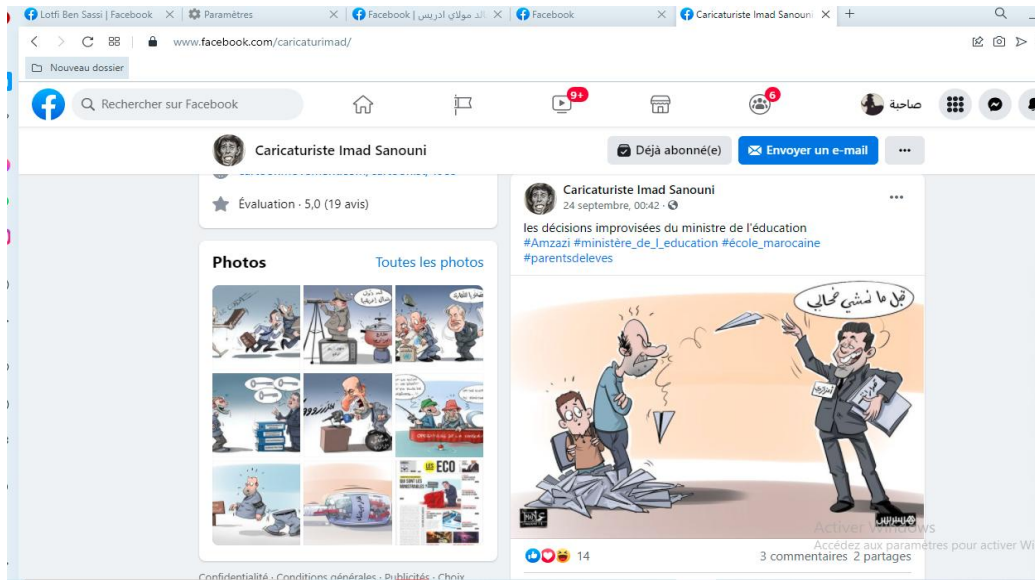 Lotfi Ben Sassi | Facebook
Paramètres
الد مولاي ادريس | Facebook
Facebook
Caricaturiste Imad Sanouni
www.facebook.com/caricaturimad/
Nouveau dossier
Rechercher sur Facebook
9+
6
صاحبة
Caricaturiste Imad Sanouni
Déjà abonné(e)
Envoyer un e-mail
Évaluation · 5,0 (19 avis)
Photos
Toutes les photos
ECO
Confidentialité · Conditions générales · Publicités · Choix
Caricaturiste Imad Sanouni
24 septembre, 00:42
les décisions improvisées du ministre de l'éducation
#Amzazi #ministère_de_l_education #école_marocaine
#parentsdeleves
قبل ما نمشي فحالي
أمزازي
هسبريس
Activer Windows
Accédez aux paramètres pour activer Wi
14
3 commentaires 2 partages